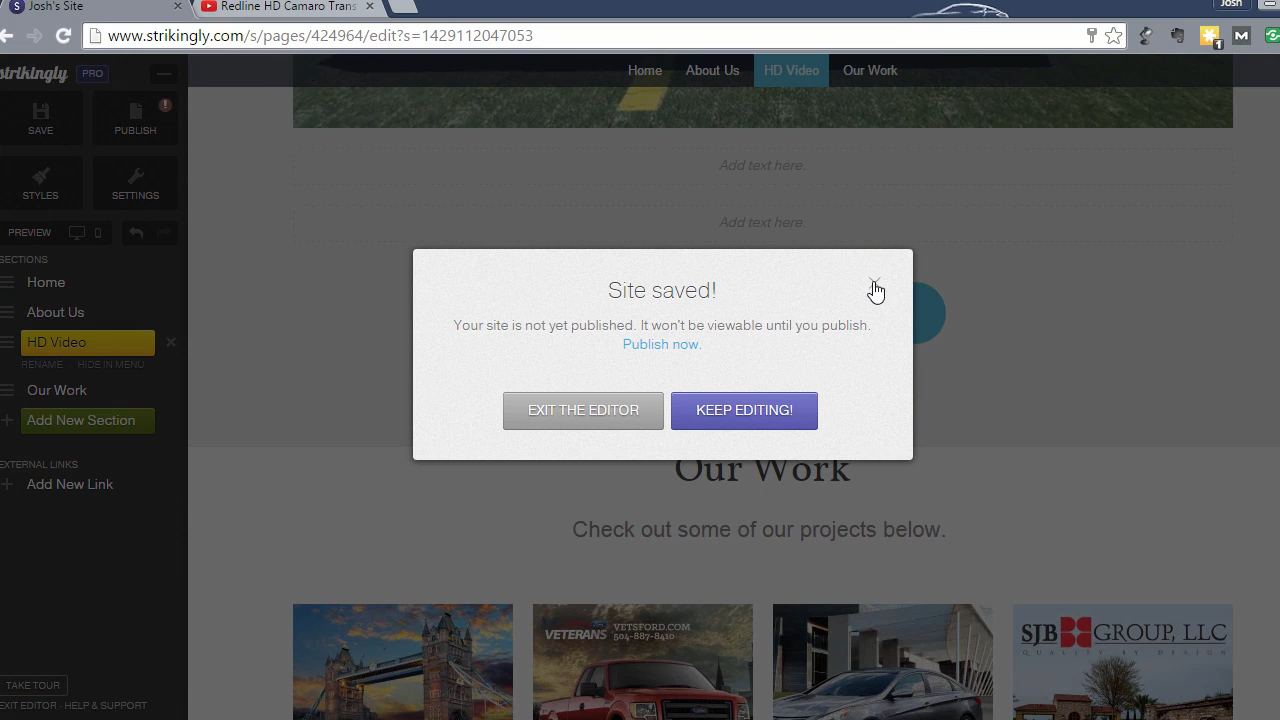 Josh's Site
Redline HD Camaro Trans
Josh
www.strikingly.com/s/pages/424964/edit?s=1429112047053
1
strikingly PRO
Home About Us HD Video Our Work
SAVE PUBLISH
STYLES SETTINGS
PREVIEW
SECTIONS
Home
About Us
HD Video
RENAME · HIDE IN MENU
Our Work
Add New Section
EXTERNAL LINKS
Add New Link
TAKE TOUR
EXIT EDITOR · HELP & SUPPORT
Add text here.
Add text here.
Site saved!
Your site is not yet published. It won't be viewable until you publish.
Publish now.
EXIT THE EDITOR KEEP EDITING!
Our Work
Check out some of our projects below.
VETERANS VETSFORD.COM
504-887-8410
SJB GROUP, LLC
QUALITY BY DESIGN